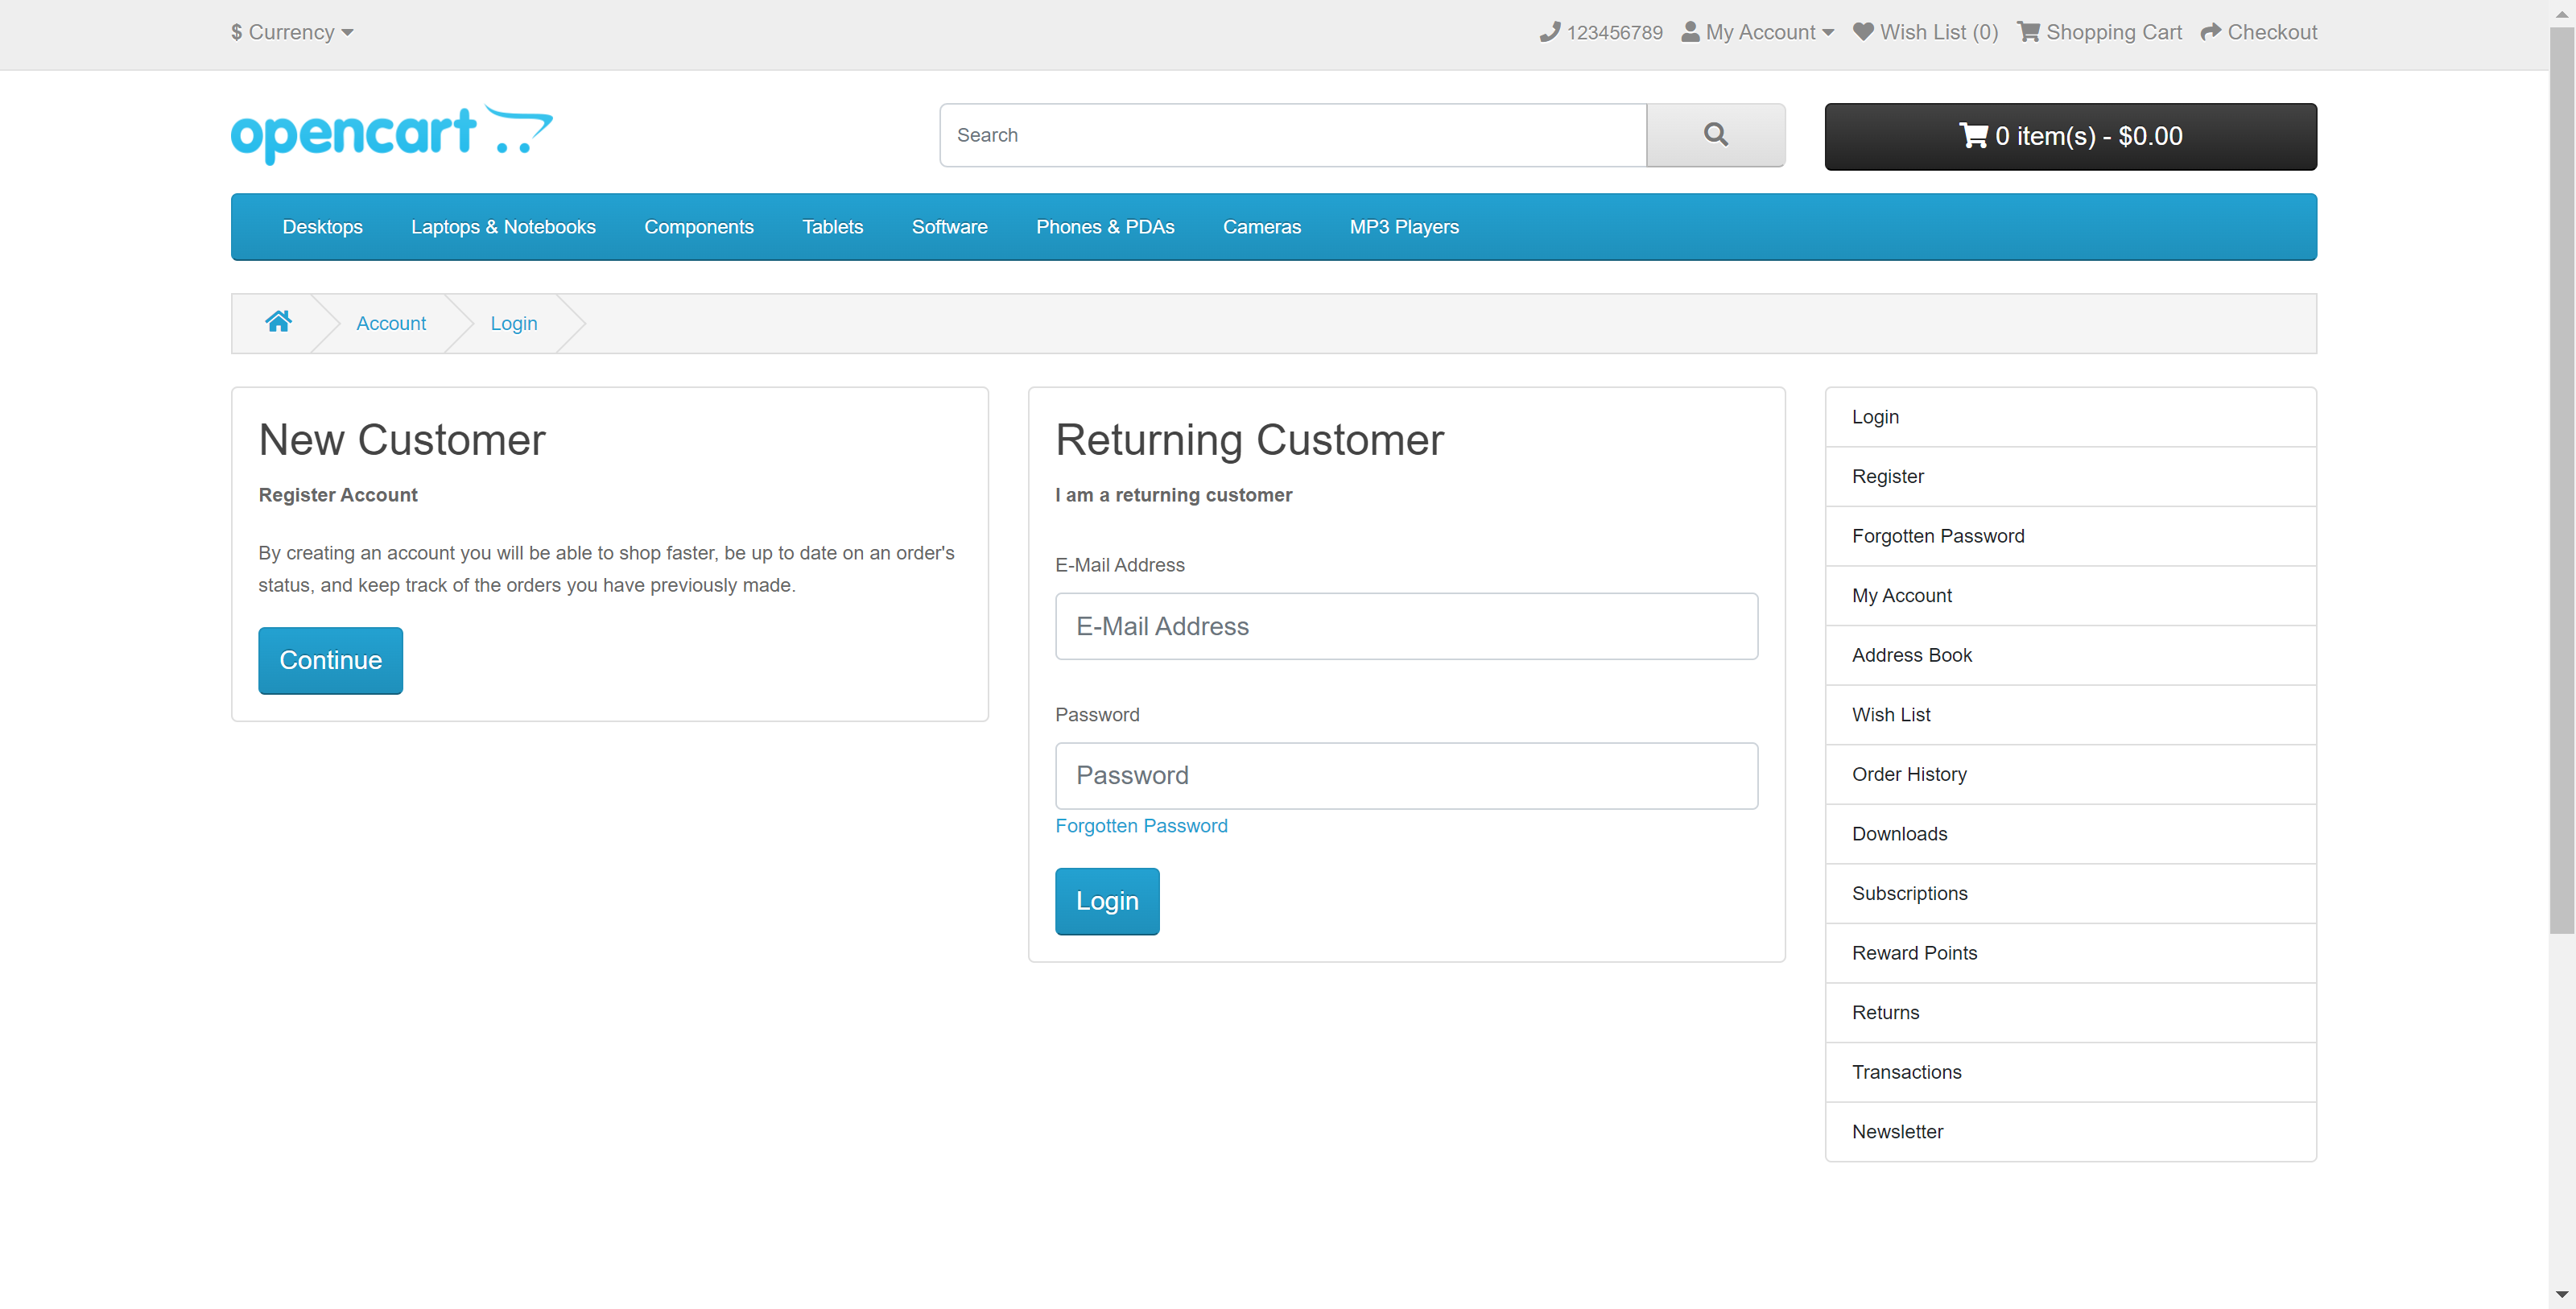 $ Currency
123456789 My Account Wish List (0) Shopping Cart Checkout
opencart
Search
0 item(s) - $0.00
Desktops Laptops & Notebooks Components Tablets Software Phones & PDAs Cameras MP3 Players
Account Login
New Customer
Register Account
By creating an account you will be able to shop faster, be up to date on an order's
status, and keep track of the orders you have previously made.
Continue
Returning Customer
I am a returning customer
E-Mail Address
E-Mail Address
Password
Password
Forgotten Password
Login
Login
Register
Forgotten Password
My Account
Address Book
Wish List
Order History
Downloads
Subscriptions
Reward Points
Returns
Transactions
Newsletter